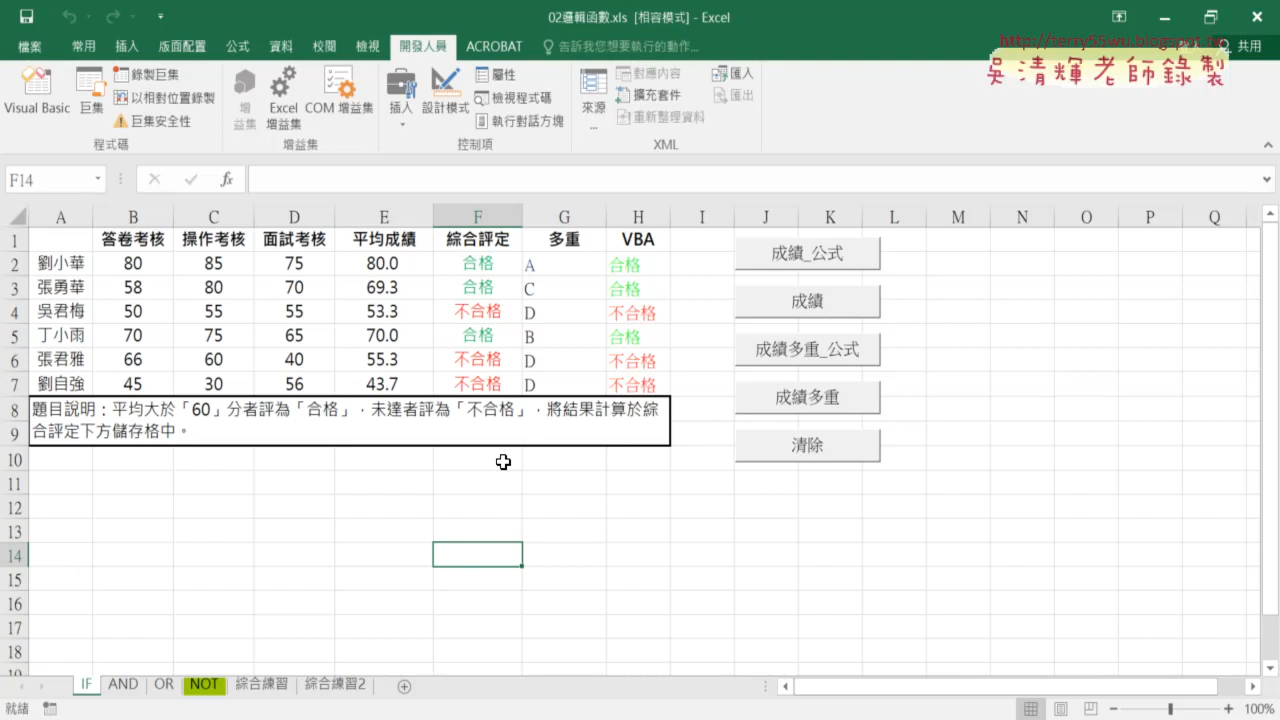 02邏輯函數.xls [相容模式] - Excel
http://terry55wu.blogspot.tw
吳清輝老師錄製
檔案 常用 插入 版面配置 公式 資料 校閱 檢視 開發人員 ACROBAT 告訴我您想要執行的動作... 共用
Visual Basic 巨集 錄製巨集 以相對位置錄製 巨集安全性 增益集 Excel 增益集 COM 增益集 插入 設計模式 屬性 檢視程式碼 執行對話方塊 來源... 對應內容 擴充套件 重新整理資料 匯入 匯出
程式碼 增益集 控制項 XML
F14 fx
A B C D E F G H I J K L M N O P Q
1 答卷考核 操作考核 面試考核 平均成績 綜合評定 多重 VBA
2 劉小華 80 85 75 80.0 合格 A 合格
3 張勇華 58 80 70 69.3 合格 C 合格
4 吳君梅 50 55 55 53.3 不合格 D 不合格
5 丁小雨 70 75 65 70.0 合格 B 合格
6 張君雅 66 60 40 55.3 不合格 D 不合格
7 劉自強 45 30 56 43.7 不合格 D 不合格
8 題目說明：平均大於「60」分者評為「合格」，未達者評為「不合格」，將結果計算於綜
9 合評定下方儲存格中。
10
11
12
13
14
15
16
17
18
成績_公式
成績
成績多重_公式
成績多重
清除
IF AND OR NOT 綜合練習 綜合練習2
就緒 100%